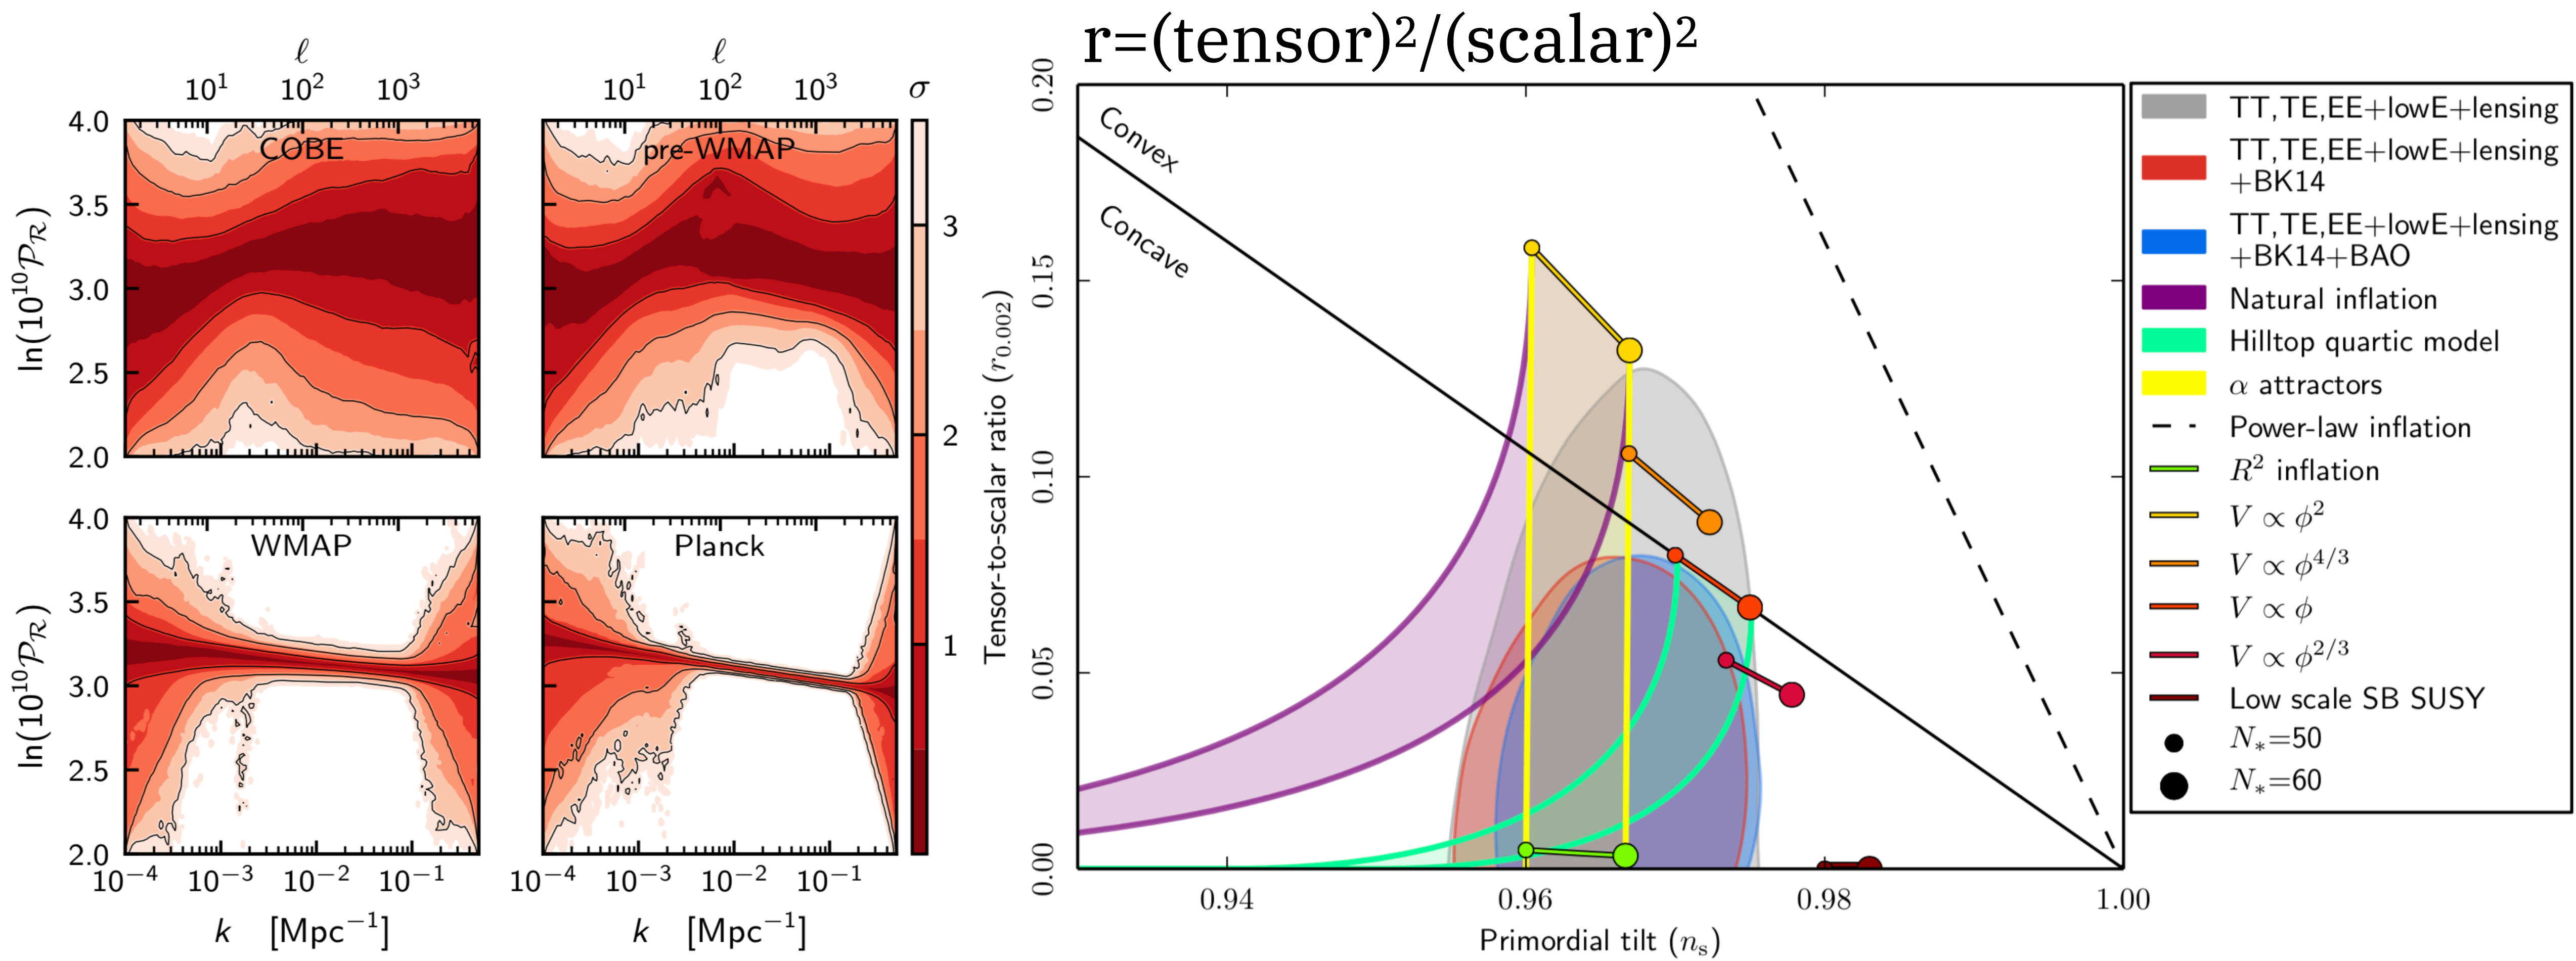 r=(tensor)²/(scalar)²
ℓ
10¹ 10² 10³
ℓ
10¹ 10² 10³
σ
COBE
pre-WMAP
4.0
3.5
3.0
2.5
2.0
ln(10¹⁰𝒫_ℛ)
3
2
1
WMAP
Planck
4.0
3.5
3.0
2.5
2.0
ln(10¹⁰𝒫_ℛ)
10⁻⁴ 10⁻³ 10⁻² 10⁻¹
10⁻⁴ 10⁻³ 10⁻² 10⁻¹
k [Mpc⁻¹]
k [Mpc⁻¹]
Tensor-to-scalar ratio (r₀.₀₀₂)
0.20
0.15
0.10
0.05
0.00
Convex
Concave
0.94 0.96 0.98 1.00
Primordial tilt (nₛ)
TT,TE,EE+lowE+lensing
TT,TE,EE+lowE+lensing
+BK14
TT,TE,EE+lowE+lensing
+BK14+BAO
Natural inflation
Hilltop quartic model
α attractors
Power-law inflation
R² inflation
V ∝ ϕ²
V ∝ ϕ⁴/³
V ∝ ϕ
V ∝ ϕ²/³
Low scale SB SUSY
N∗=50
N∗=60